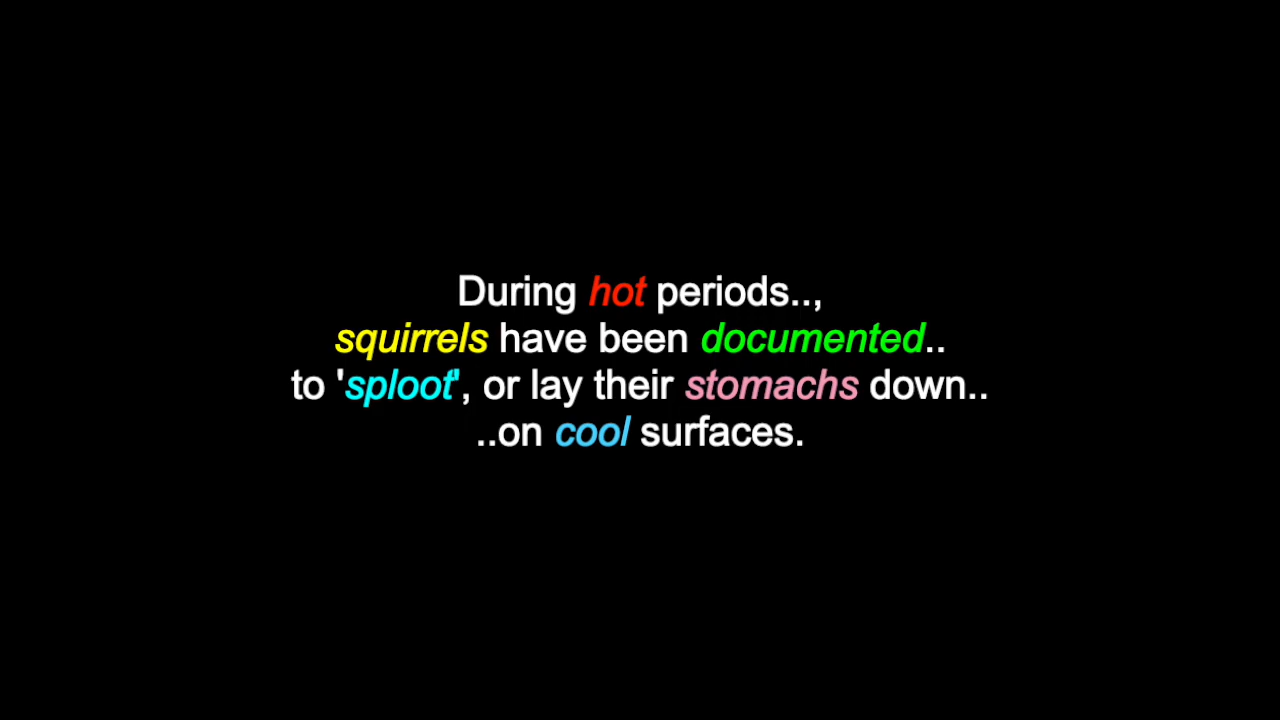 During hot periods..,
squirrels have been documented..
to 'sploot', or lay their stomachs down..
..on cool surfaces.